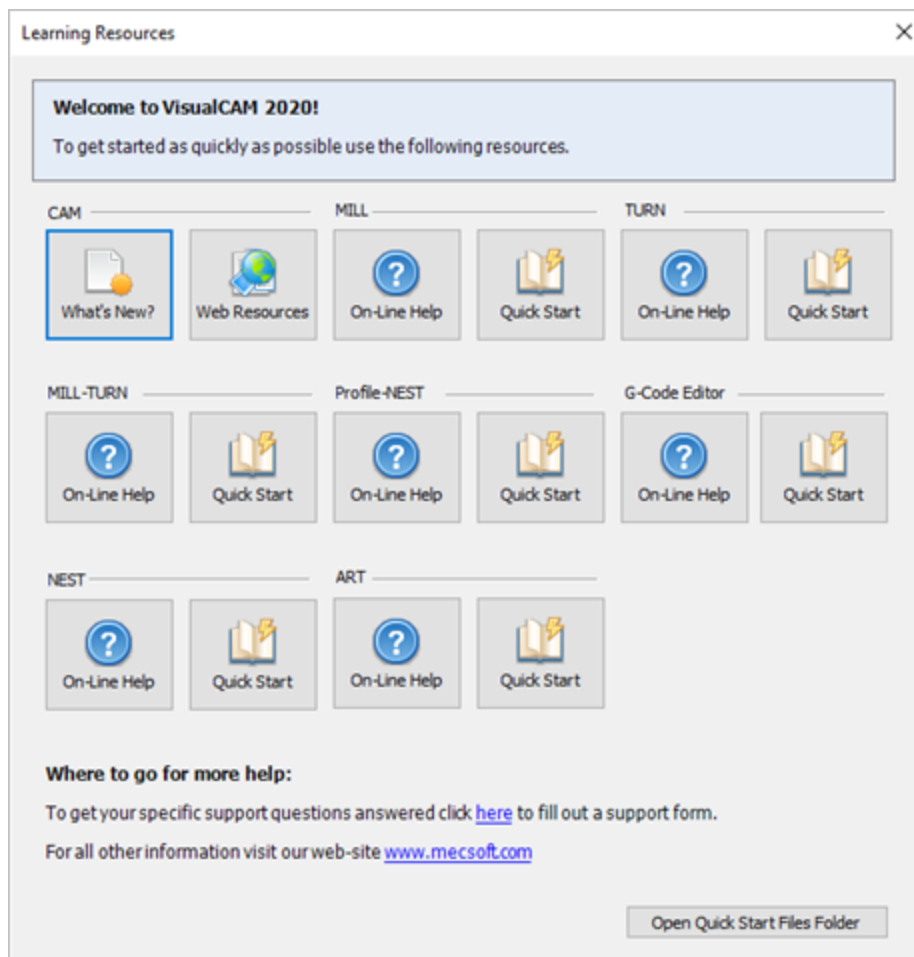 Learning Resources
Welcome to VisualCAM 2020!
To get started as quickly as possible use the following resources.
CAM
What's New?
Web Resources
MILL
On-Line Help
Quick Start
TURN
On-Line Help
Quick Start
MILL-TURN
On-Line Help
Quick Start
Profile-NEST
On-Line Help
Quick Start
G-Code Editor
On-Line Help
Quick Start
NEST
On-Line Help
Quick Start
ART
On-Line Help
Quick Start
Where to go for more help:
To get your specific support questions answered click here to fill out a support form.
For all other information visit our web-site www.mecsoft.com
Open Quick Start Files Folder